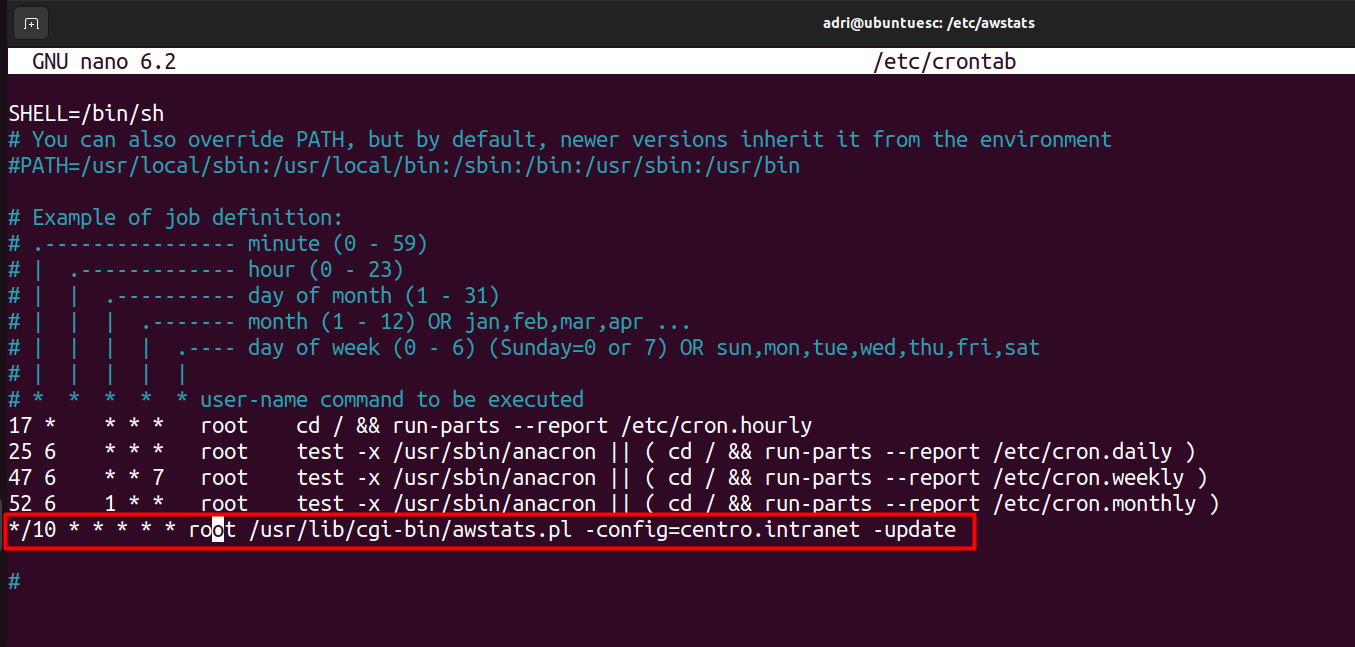 adri@ubuntuesc: /etc/awstats
GNU nano 6.2 /etc/crontab
SHELL=/bin/sh
# You can also override PATH, but by default, newer versions inherit it from the environment
#PATH=/usr/local/sbin:/usr/local/bin:/sbin:/bin:/usr/sbin:/usr/bin
# Example of job definition:
# .---------------- minute (0 - 59)
# |  .------------- hour (0 - 23)
# |  |  .---------- day of month (1 - 31)
# |  |  |  .------- month (1 - 12) OR jan,feb,mar,apr ...
# |  |  |  |  .---- day of week (0 - 6) (Sunday=0 or 7) OR sun,mon,tue,wed,thu,fri,sat
# |  |  |  |  |
# *  *  *  *  * user-name command to be executed
17 *    * * *   root    cd / && run-parts --report /etc/cron.hourly
25 6    * * *   root    test -x /usr/sbin/anacron || ( cd / && run-parts --report /etc/cron.daily )
47 6    * * 7   root    test -x /usr/sbin/anacron || ( cd / && run-parts --report /etc/cron.weekly )
52 6    1 * *   root    test -x /usr/sbin/anacron || ( cd / && run-parts --report /etc/cron.monthly )
*/10 * * * * * root /usr/lib/cgi-bin/awstats.pl -config=centro.intranet -update
#